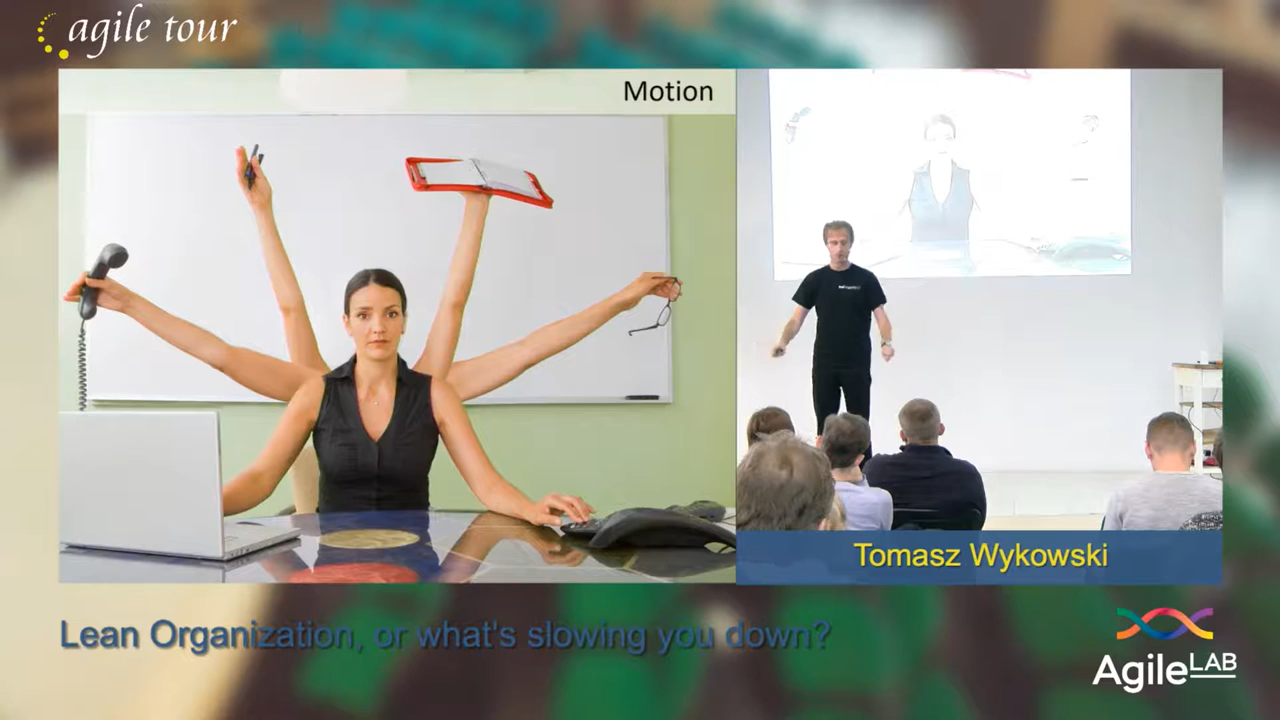 agile tour
Motion
Tomasz Wykowski
Lean Organization, or what's slowing you down?
AgileLAB